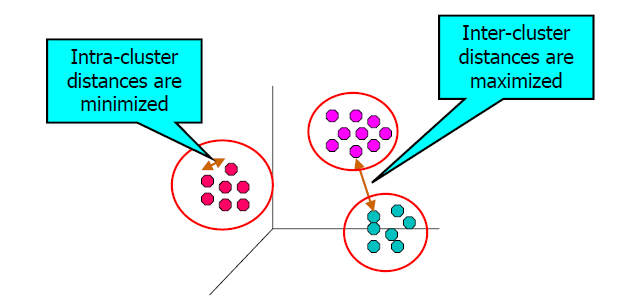 Intra-cluster
distances are
minimized
Inter-cluster
distances are
maximized